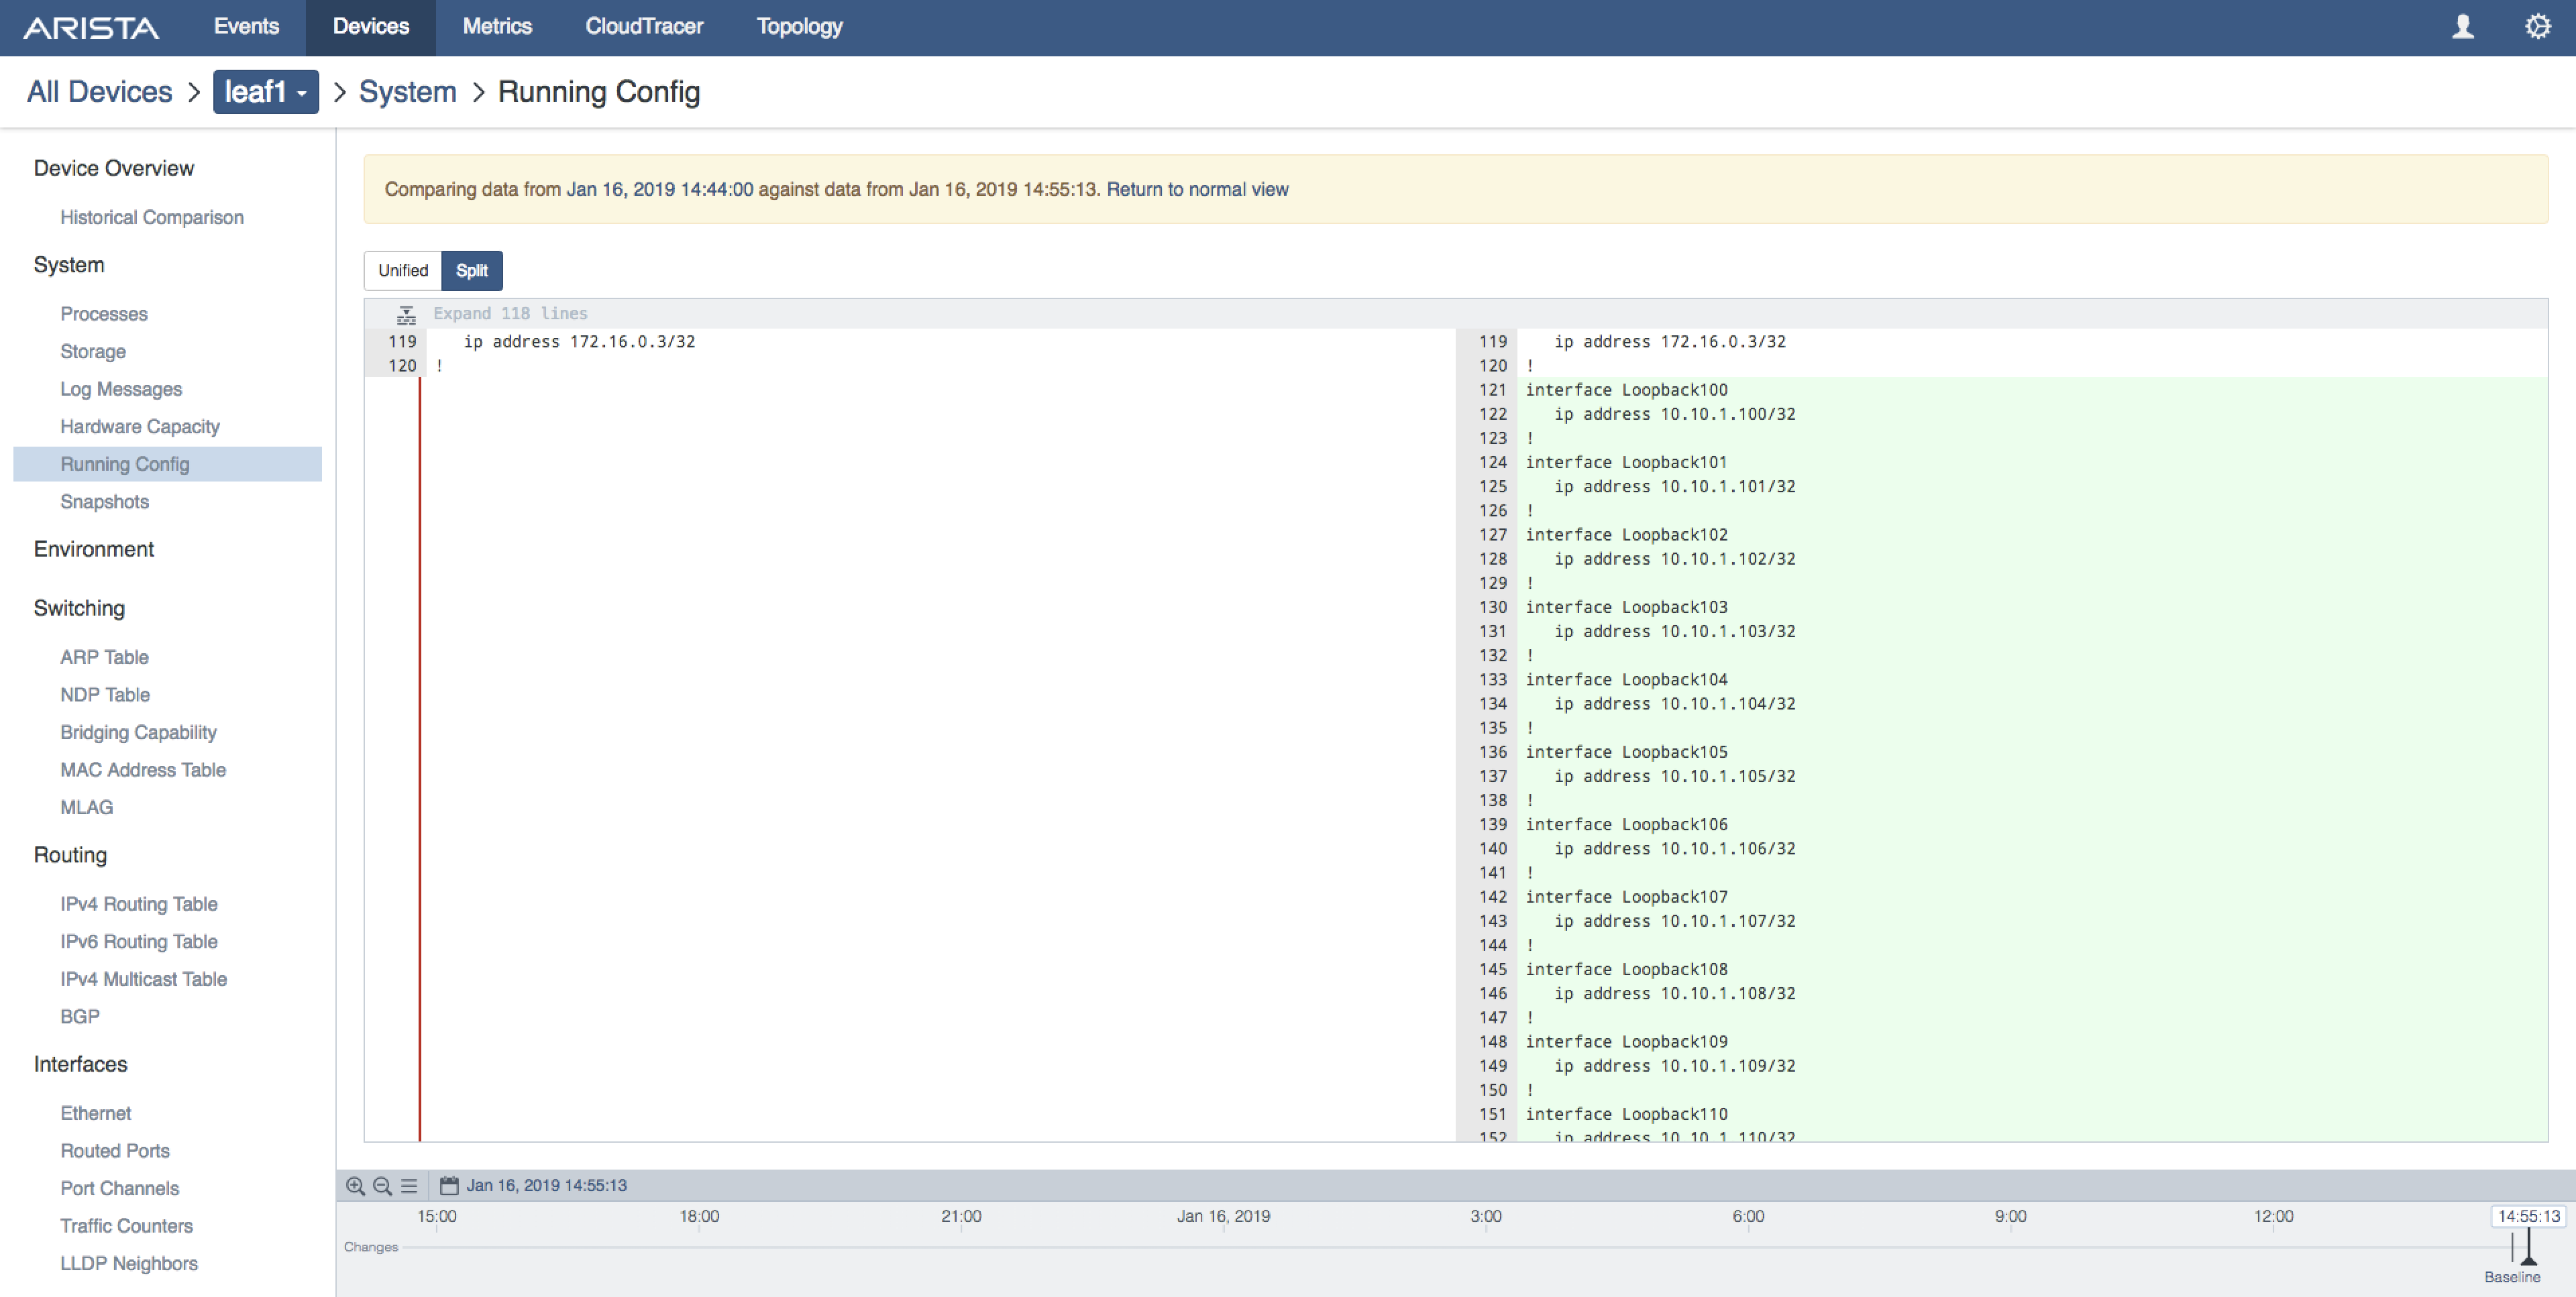 ARISTA Events Devices Metrics CloudTracer Topology
All Devices > leaf1 > System > Running Config
Device Overview
Historical Comparison
System
Processes
Storage
Log Messages
Hardware Capacity
Running Config
Snapshots
Environment
Switching
ARP Table
NDP Table
Bridging Capability
MAC Address Table
MLAG
Routing
IPv4 Routing Table
IPv6 Routing Table
IPv4 Multicast Table
BGP
Interfaces
Ethernet
Routed Ports
Port Channels
Traffic Counters
LLDP Neighbors
Comparing data from Jan 16, 2019 14:44:00 against data from Jan 16, 2019 14:55:13. Return to normal view
Unified Split
Expand 118 lines
119 ip address 172.16.0.3/32
120 !
119 ip address 172.16.0.3/32
120 !
121 interface Loopback100
122 ip address 10.10.1.100/32
123 !
124 interface Loopback101
125 ip address 10.10.1.101/32
126 !
127 interface Loopback102
128 ip address 10.10.1.102/32
129 !
130 interface Loopback103
131 ip address 10.10.1.103/32
132 !
133 interface Loopback104
134 ip address 10.10.1.104/32
135 !
136 interface Loopback105
137 ip address 10.10.1.105/32
138 !
139 interface Loopback106
140 ip address 10.10.1.106/32
141 !
142 interface Loopback107
143 ip address 10.10.1.107/32
144 !
145 interface Loopback108
146 ip address 10.10.1.108/32
147 !
148 interface Loopback109
149 ip address 10.10.1.109/32
150 !
151 interface Loopback110
152 ip address 10.10.1.110/32
Jan 16, 2019 14:55:13
15:00 18:00 21:00 Jan 16, 2019 3:00 6:00 9:00 12:00 14:55:13
Changes
Baseline